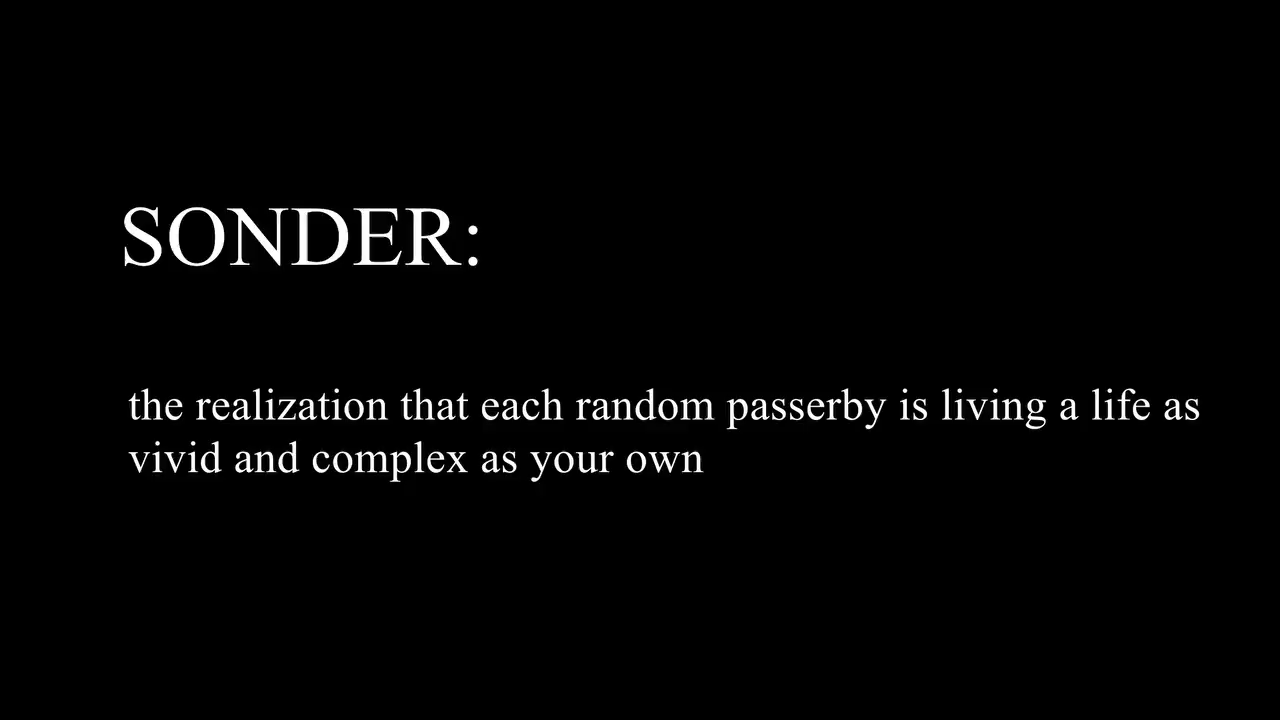 SONDER:
the realization that each random passerby is living a life as
vivid and complex as your own